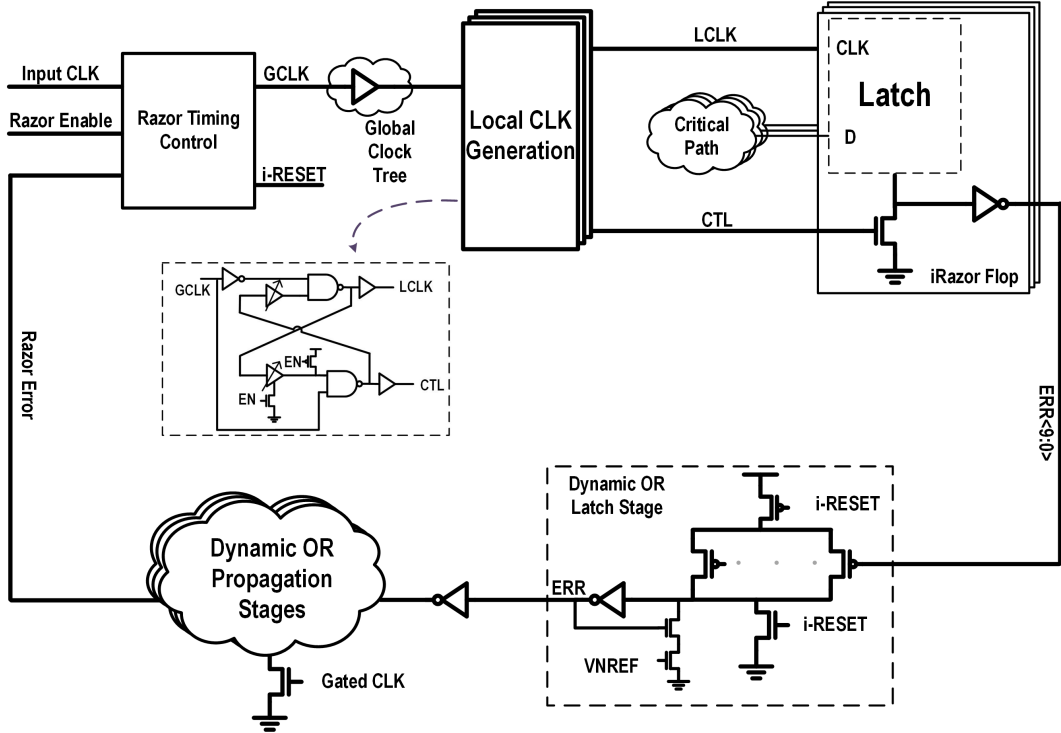 Input CLK
Razor Enable
Razor Timing
Control
GCLK
i-RESET
Global
Clock
Tree
Local CLK
Generation
LCLK
Critical
Path
CTL
CLK
Latch
D
iRazor Flop
GCLK
LCLK
EN
EN
CTL
Razor Error
ERR<9:0>
Dynamic OR
Latch Stage
i-RESET
i-RESET
ERR
VNREF
Dynamic OR
Propagation
Stages
Gated CLK